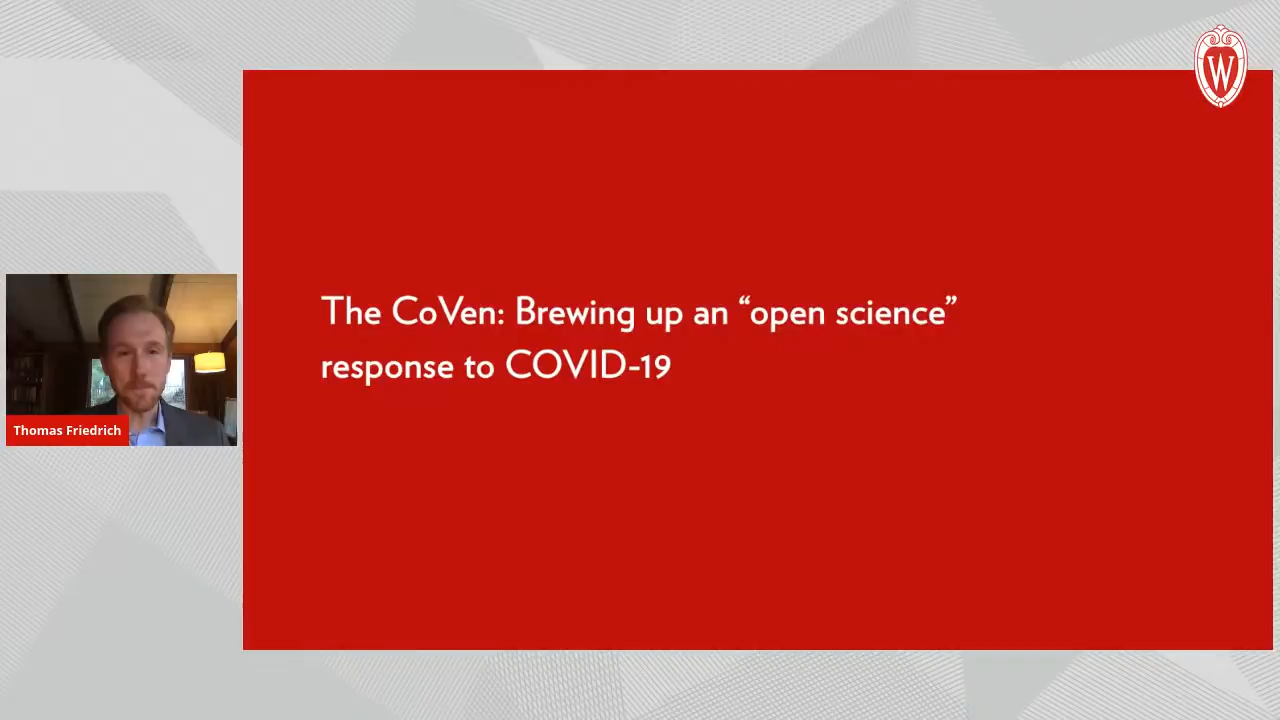 W
The CoVen: Brewing up an “open science”
response to COVID-19
Thomas Friedrich